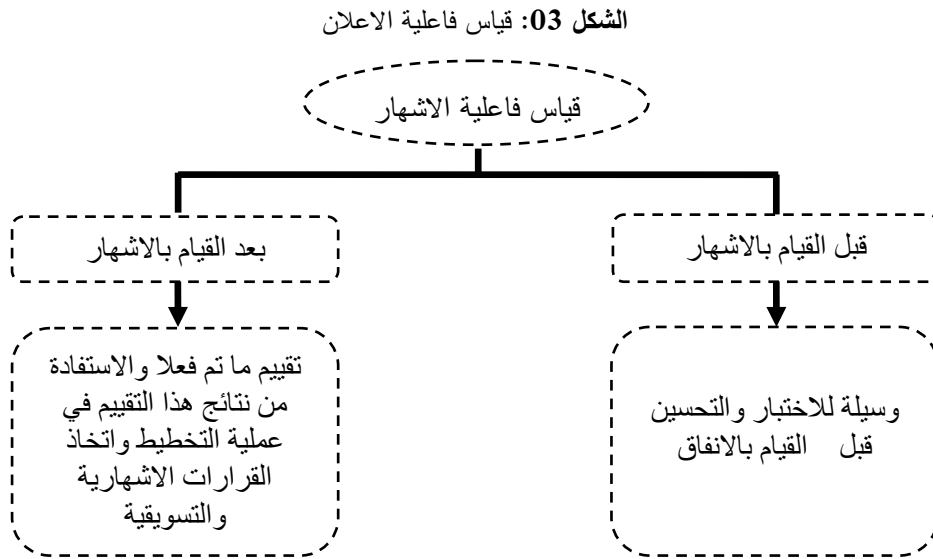 الشكل 03: قياس فاعلية الاعلان
قياس فاعلية الاشهار
قبل القيام بالاشهار
بعد القيام بالاشهار
وسيلة للاختبار والتحسين
قبل القيام بالانفاق
تقييم ما تم فعلا والاستفادة
من نتائج هذا التقييم في
عملية التخطيط واتخاذ
القرارات الاشهارية
والتسويقية